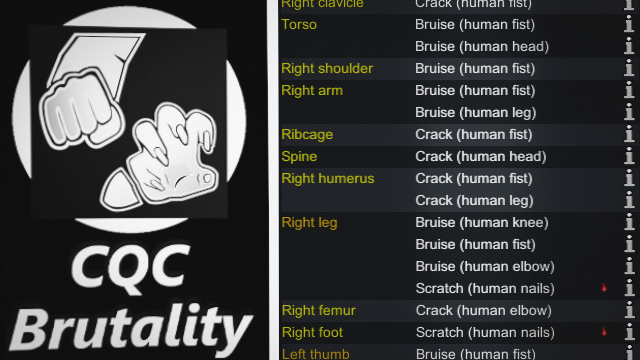 CQC
Brutality
Right clavicle Crack (human fist)
Torso Bruise (human fist)
Bruise (human head)
Right shoulder Bruise (human fist)
Right arm Bruise (human fist)
Bruise (human leg)
Ribcage Crack (human fist)
Spine Crack (human head)
Right humerus Crack (human fist)
Crack (human leg)
Right leg Bruise (human knee)
Bruise (human fist)
Bruise (human elbow)
Scratch (human nails)
Right femur Crack (human elbow)
Right foot Scratch (human nails)
Left thumb Bruise (human fist)